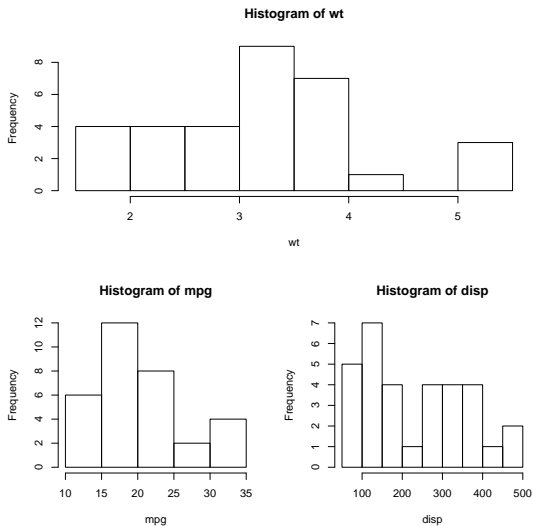 Histogram of wt
Frequency
0 2 4 6 8
2 3 4 5
wt
Histogram of mpg
Frequency
0 2 4 6 8 10 12
10 15 20 25 30 35
mpg
Histogram of disp
Frequency
0 1 2 3 4 5 6 7
100 200 300 400 500
disp